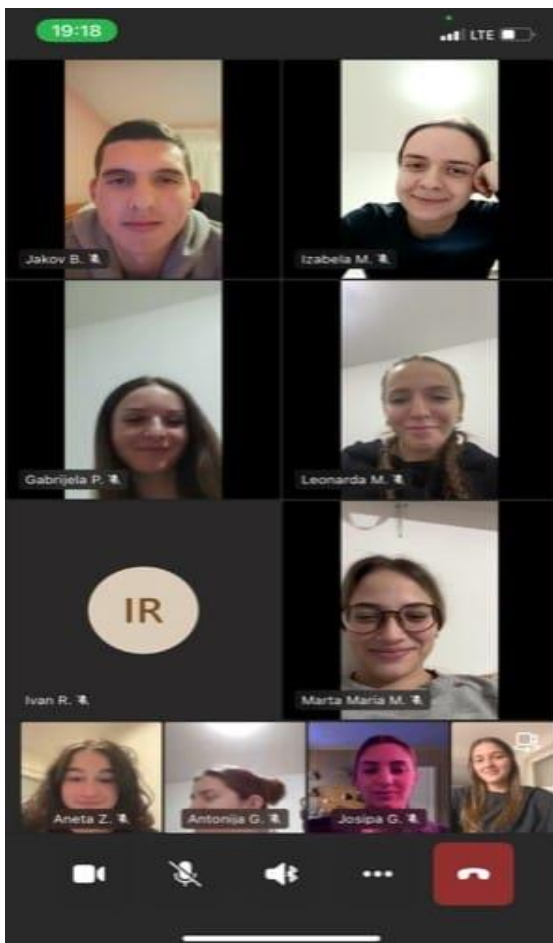 19:18
LTE
Jakov B.
Izabela M.
Gabrijela P.
Leonarda M.
IR
Ivan R.
Marta Maria M.
Aneta Z.
Antonija G.
Josipa G.